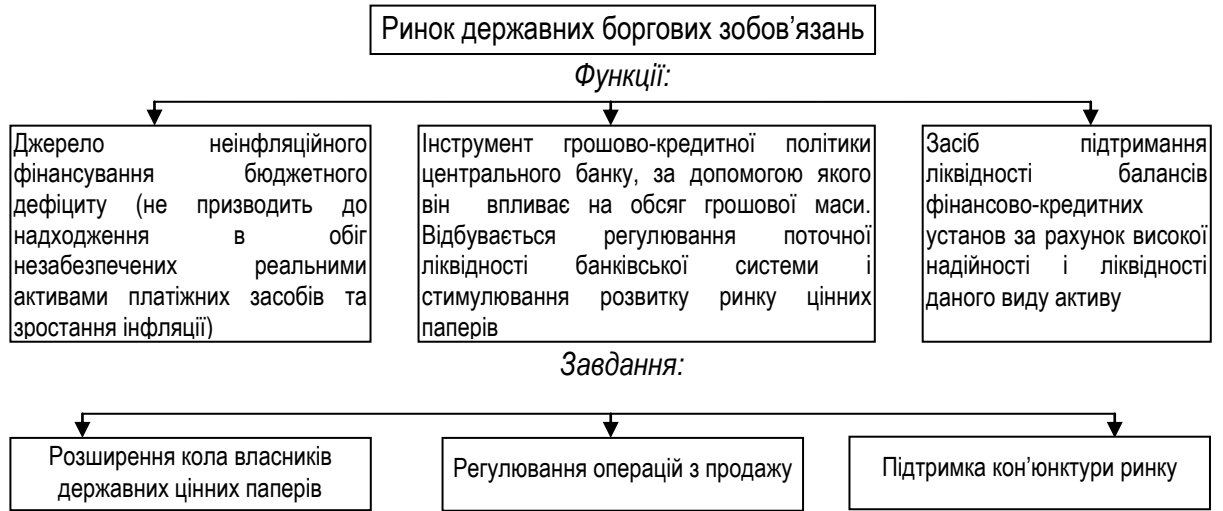 Ринок державних боргових зобов’язань
Функції:
Джерело неінфляційного
фінансування бюджетного
дефіциту (не призводить до
надходження в обіг
незабезпечених реальними
активами платіжних засобів та
зростання інфляції)
Інструмент грошово-кредитної політики
центрального банку, за допомогою якого
він впливає на обсяг грошової маси.
Відбувається регулювання поточної
ліквідності банківської системи і
стимулювання розвитку ринку цінних
паперів
Засіб підтримання
ліквідності балансів
фінансово-кредитних
установ за рахунок високої
надійності і ліквідності
даного виду активу
Завдання:
Розширення кола власників
державних цінних паперів
Регулювання операцій з продажу
Підтримка кон’юнктури ринку